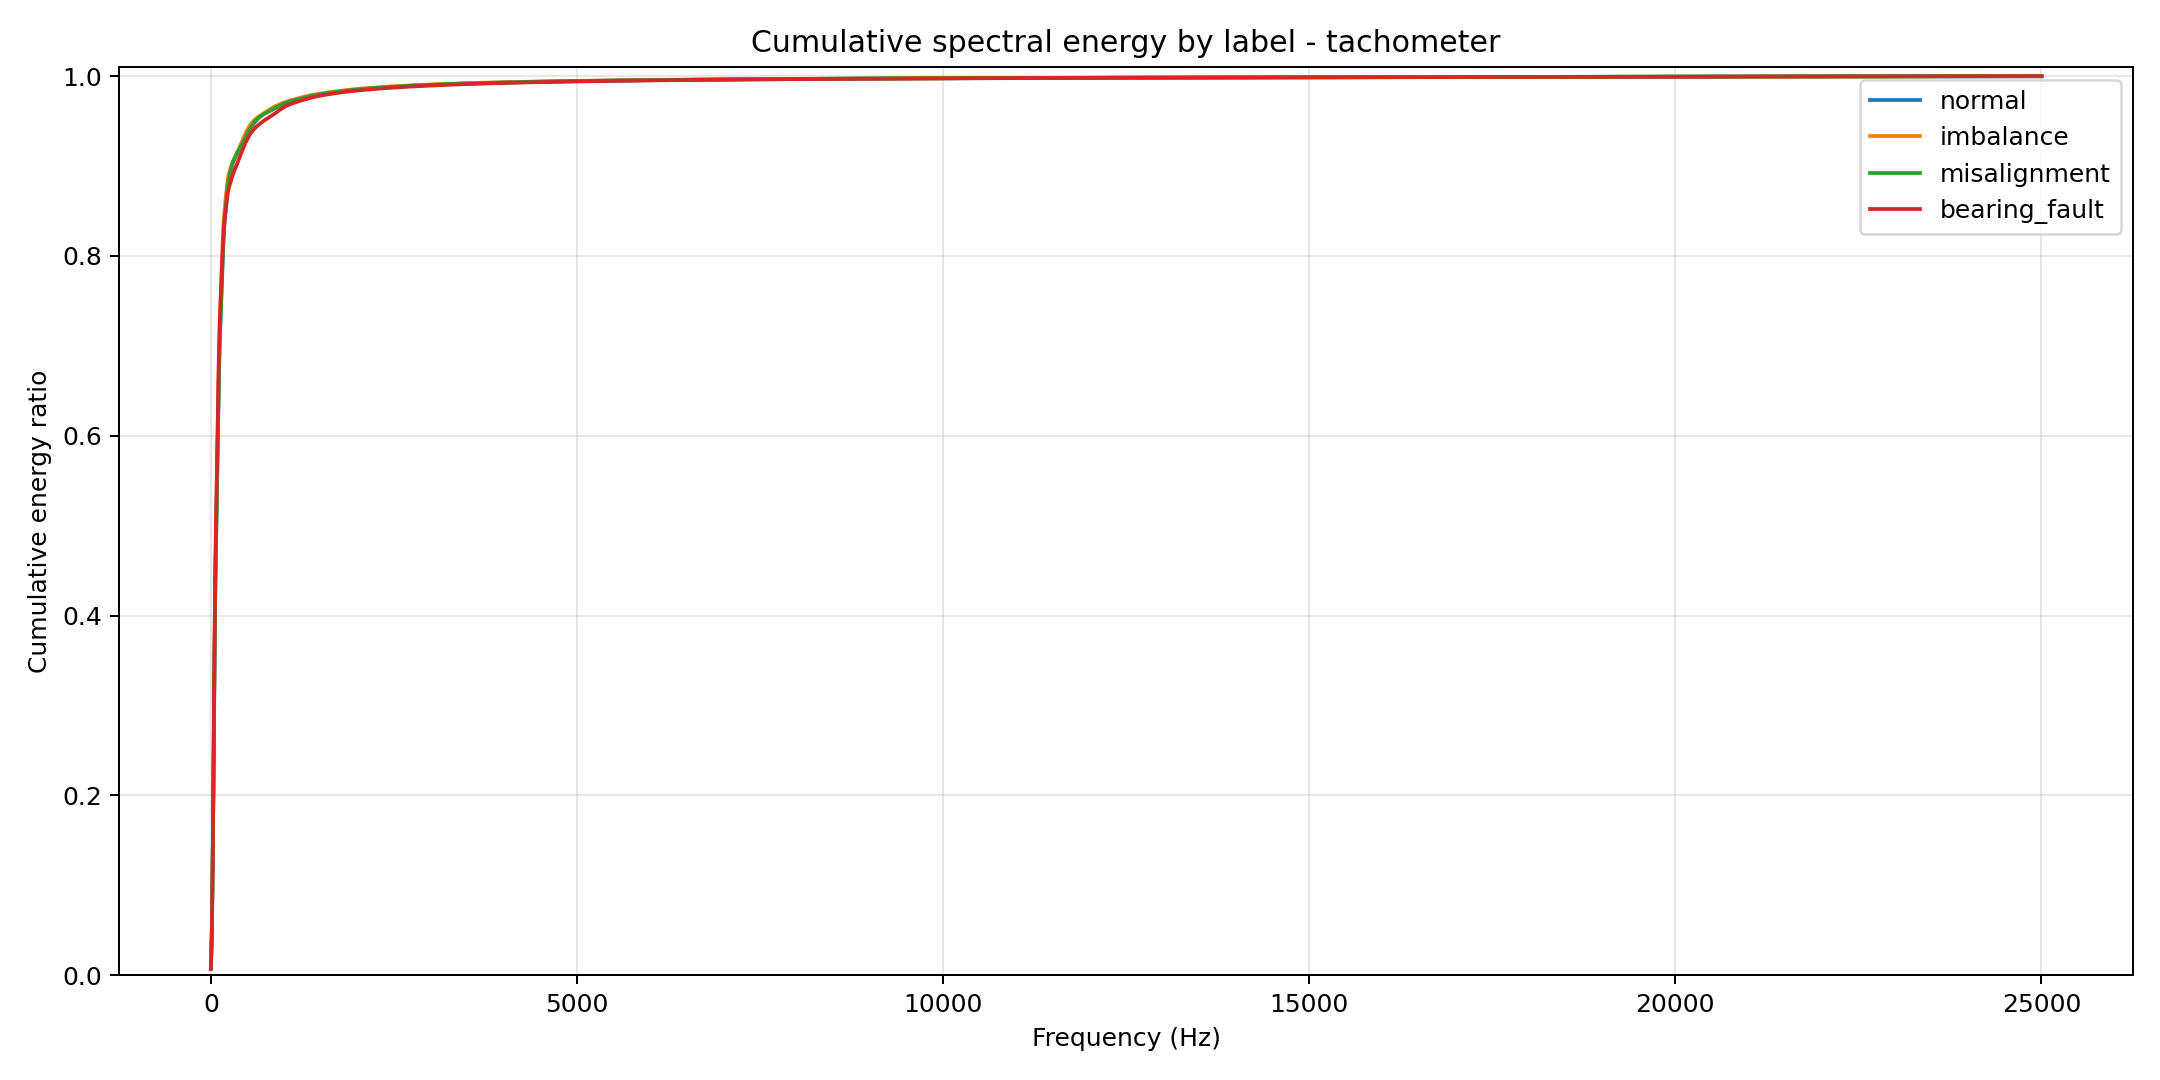 Cumulative spectral energy by label - tachometer
1.0
0.8
0.6
0.4
0.2
0.0
Cumulative energy ratio
normal
imbalance
misalignment
bearing_fault
0 5000 10000 15000 20000 25000
Frequency (Hz)